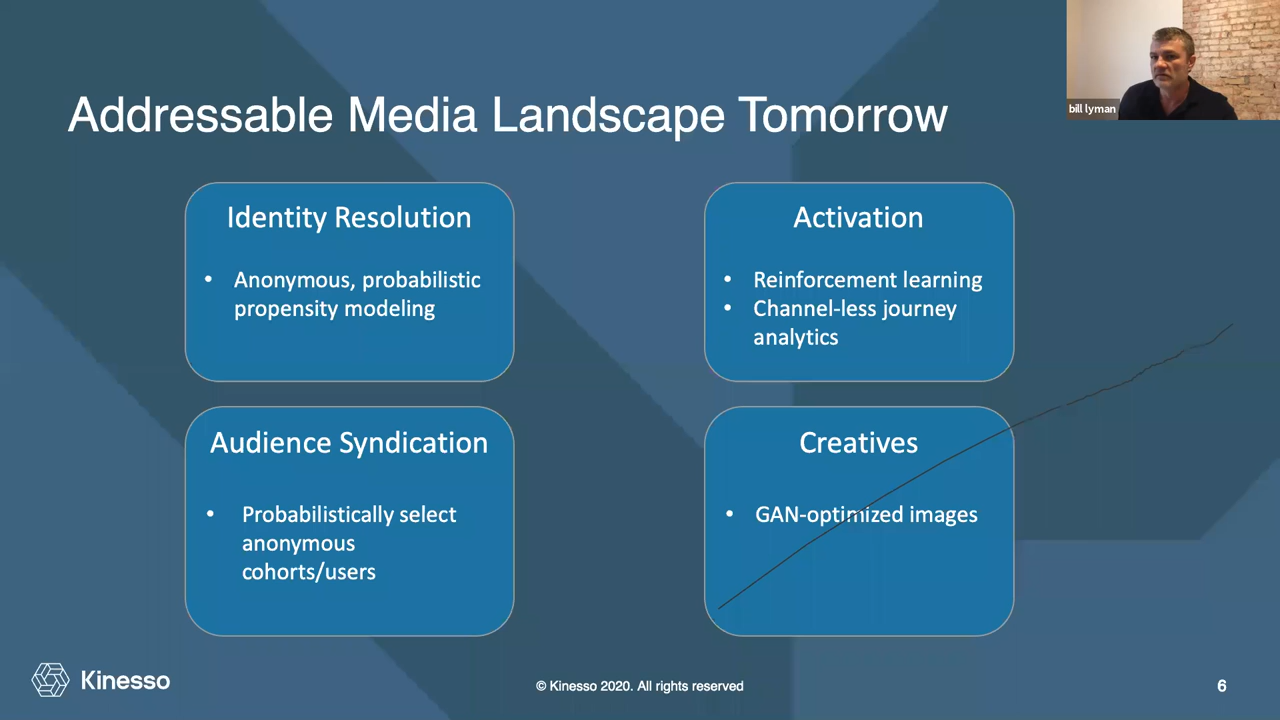 Addressable Media Landscape Tomorrow
bill lyman
Identity Resolution
• Anonymous, probabilistic
propensity modeling
Activation
• Reinforcement learning
• Channel-less journey
analytics
Audience Syndication
• Probabilistically select
anonymous
cohorts/users
Creatives
• GAN-optimized images
Kinesso
© Kinesso 2020. All rights reserved
6